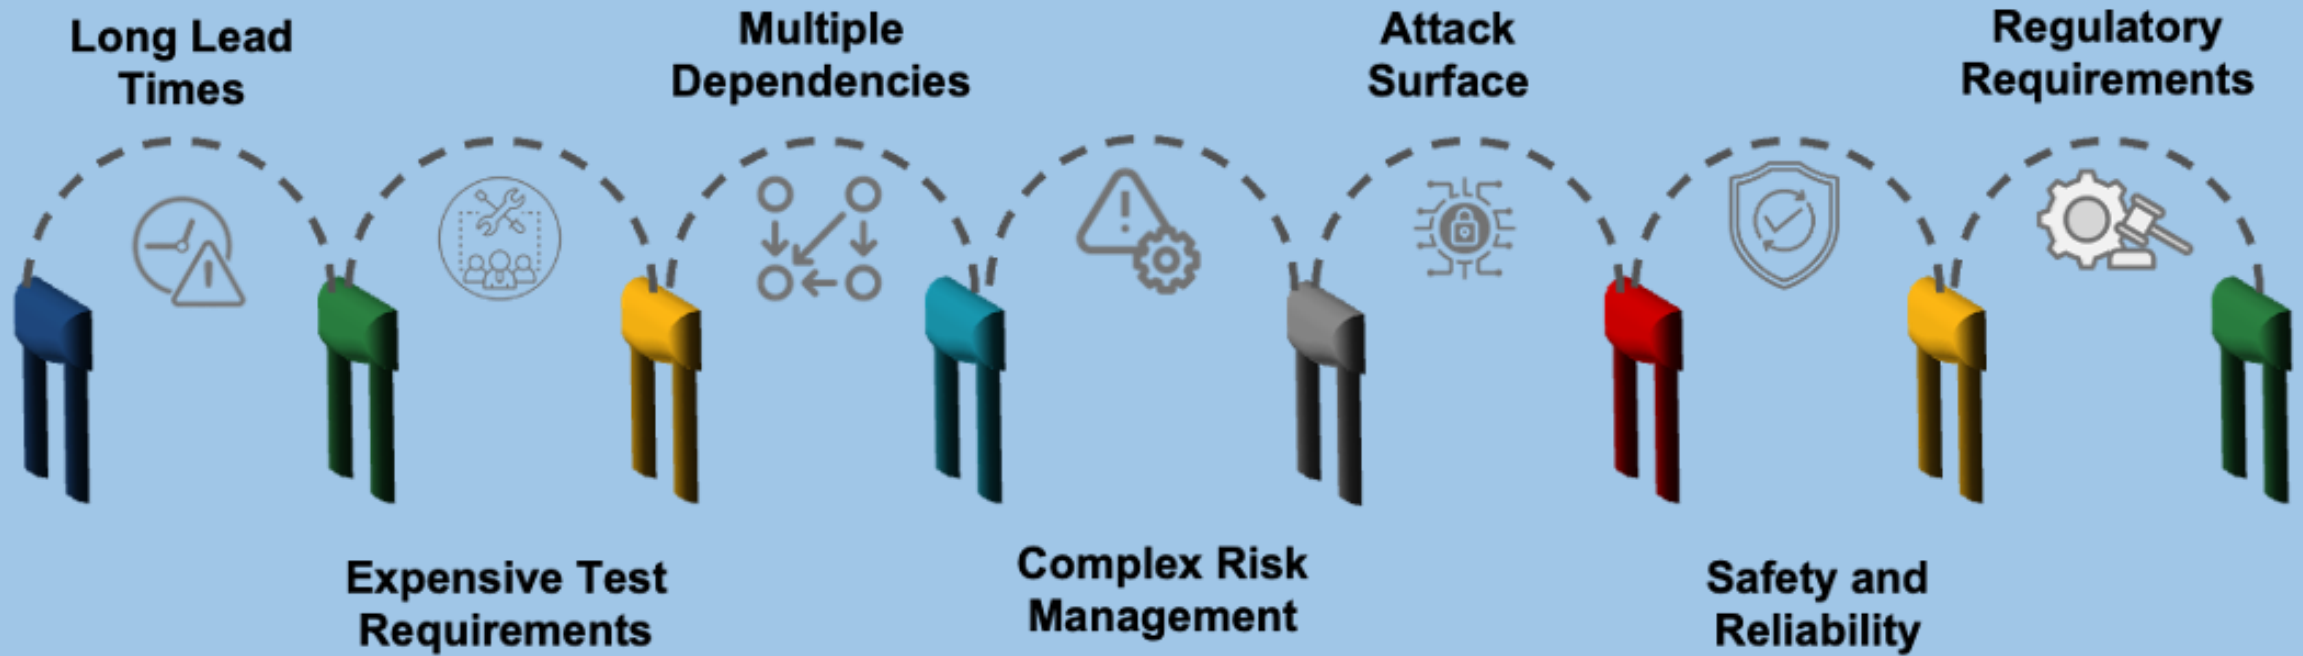 Long Lead
Times
Expensive Test
Requirements
Multiple
Dependencies
Complex Risk
Management
Attack
Surface
Safety and
Reliability
Regulatory
Requirements